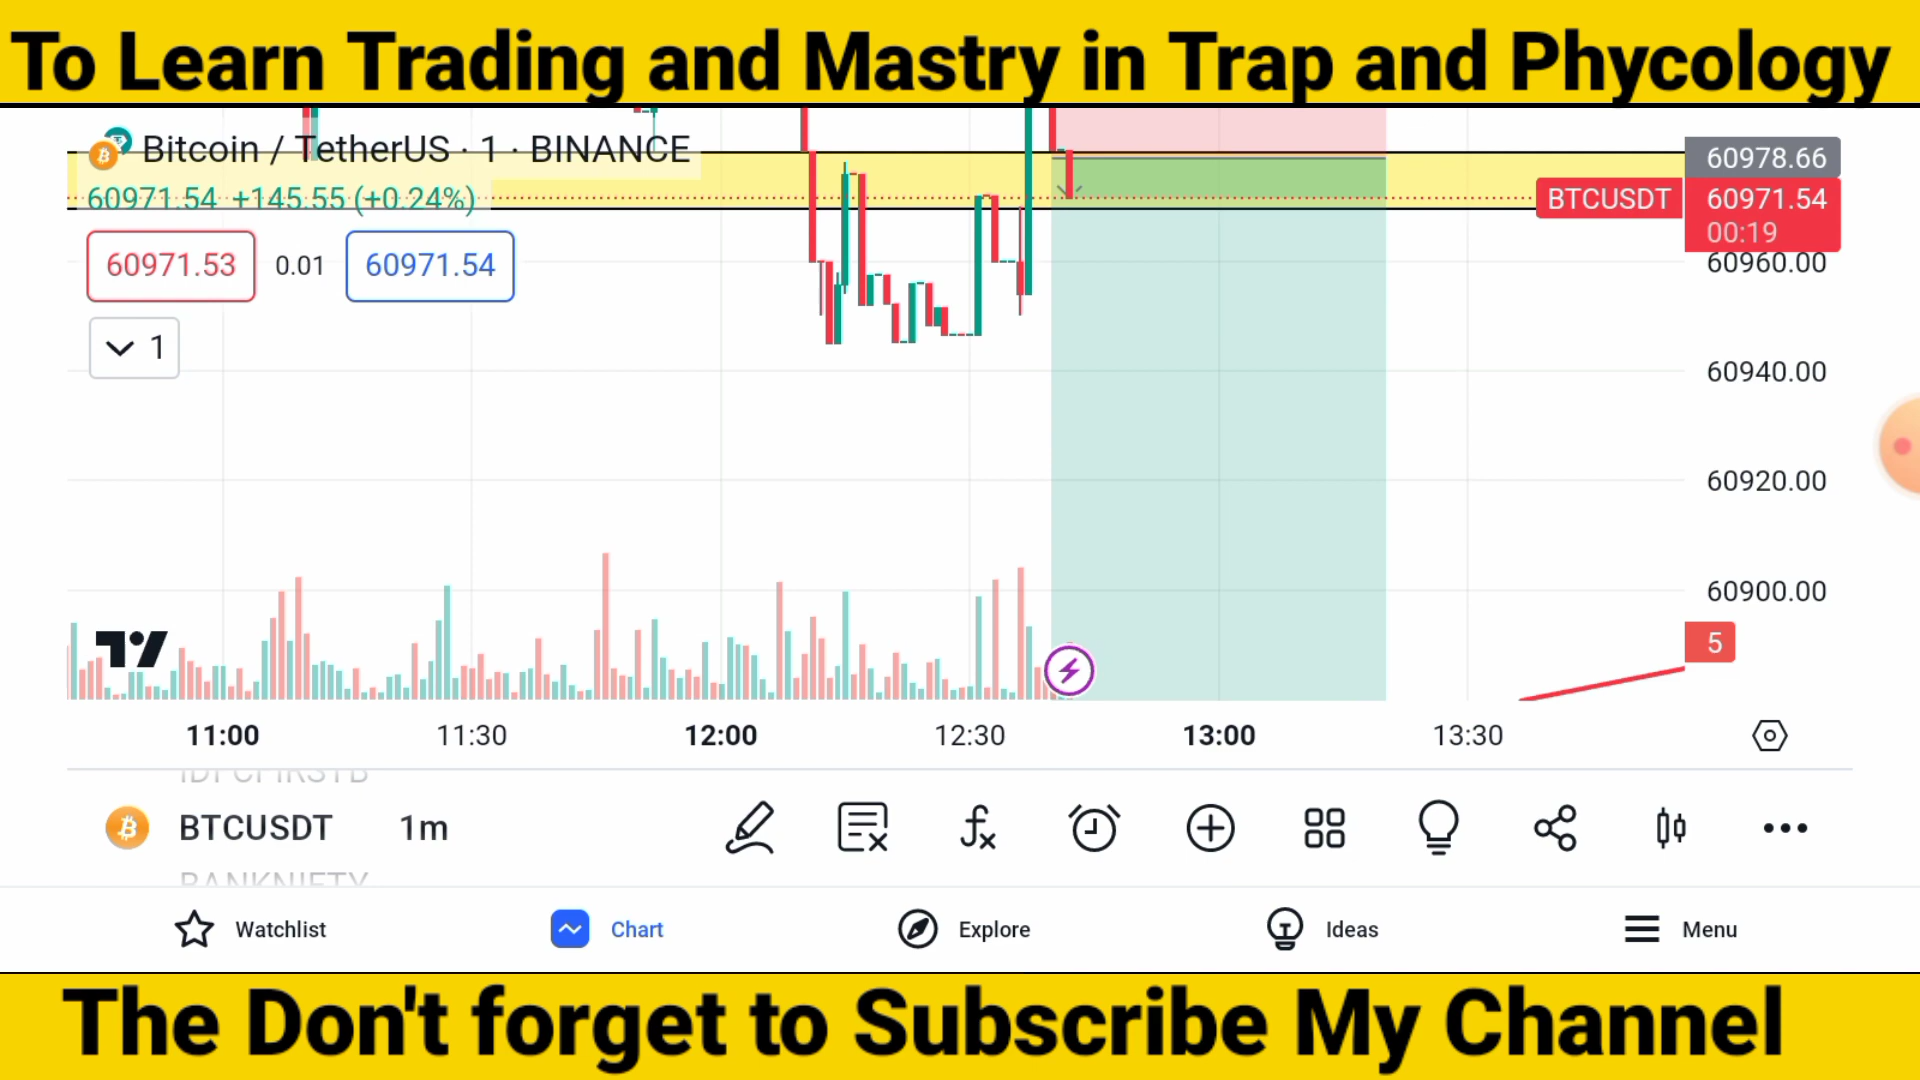 To Learn Trading and Mastry in Trap and Phycology
Bitcoin / TetherUS · 1 · BINANCE
60971.54 +145.55 (+0.24%)
60971.53 0.01 60971.54
1
60978.66
BTCUSDT 60971.54
00:19
60960.00
60940.00
60920.00
60900.00
5
11:00 11:30 12:00 12:30 13:00 13:30
BTCUSDT 1m
BANKNIFTY
Watchlist Chart Explore Ideas Menu
The Don't forget to Subscribe My Channel